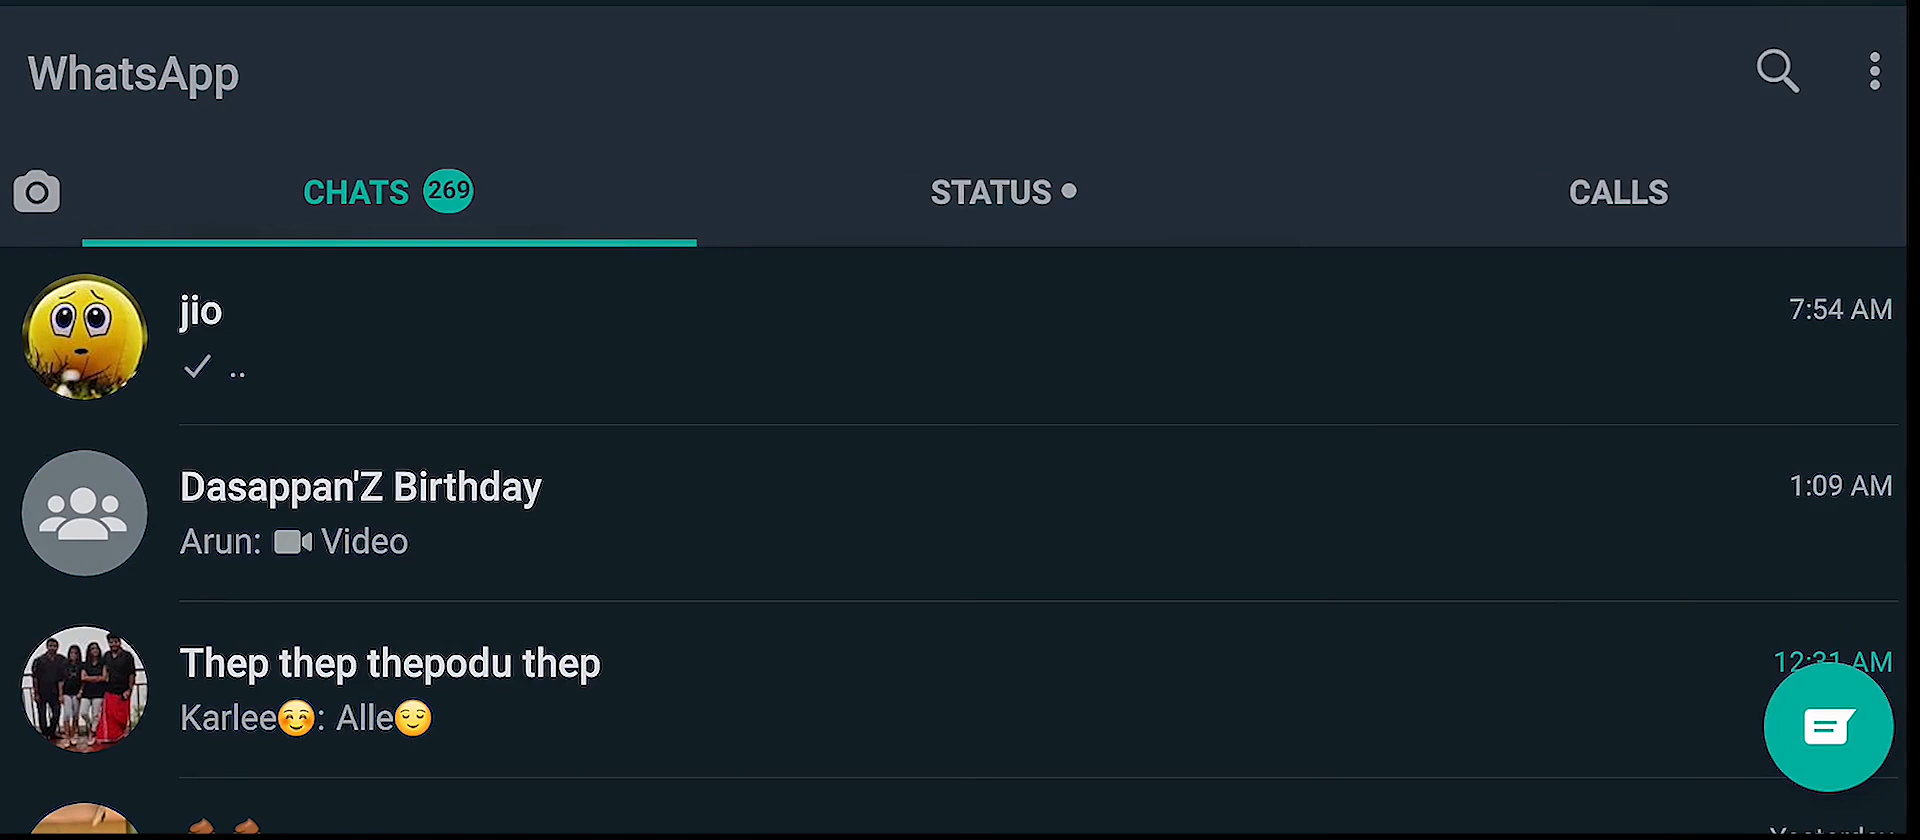 WhatsApp
CHATS 269
STATUS
CALLS
jio
7:54 AM
..
Dasappan'Z Birthday
1:09 AM
Arun: Video
Thep thep thepodu thep
12:31 AM
Karlee😊: Alle😌
Yesterday